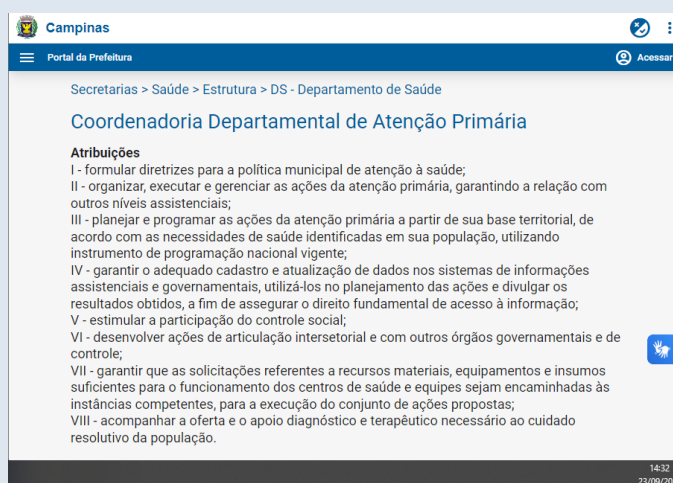 Campinas
Portal da Prefeitura
Acessar
Secretarias > Saúde > Estrutura > DS - Departamento de Saúde
Coordenadoria Departamental de Atenção Primária
Atribuições
I - formular diretrizes para a política municipal de atenção à saúde;
II - organizar, executar e gerenciar as ações da atenção primária, garantindo a relação com
outros níveis assistenciais;
III - planejar e programar as ações da atenção primária a partir de sua base territorial, de
acordo com as necessidades de saúde identificadas em sua população, utilizando
instrumento de programação nacional vigente;
IV - garantir o adequado cadastro e atualização de dados nos sistemas de informações
assistenciais e governamentais, utilizá-los no planejamento das ações e divulgar os
resultados obtidos, a fim de assegurar o direito fundamental de acesso à informação;
V - estimular a participação do controle social;
VI - desenvolver ações de articulação intersetorial e com outros órgãos governamentais e de
controle;
VII - garantir que as solicitações referentes a recursos materiais, equipamentos e insumos
suficientes para o funcionamento dos centros de saúde e equipes sejam encaminhadas às
instâncias competentes, para a execução do conjunto de ações propostas;
VIII - acompanhar a oferta e o apoio diagnóstico e terapêutico necessário ao cuidado
resolutivo da população.
14:32
23/09/20